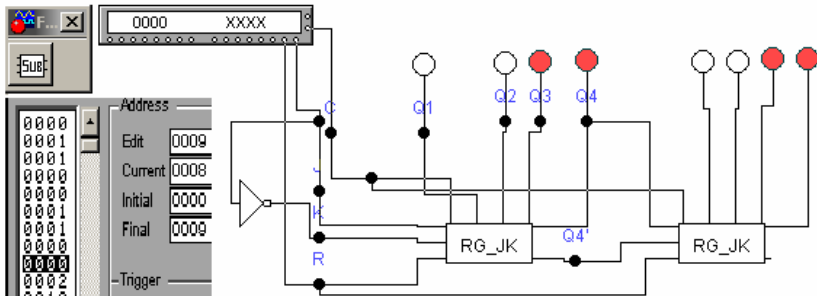 F...
SUB
0000 XXXX
Address
Edit 0009
Current 0008
Initial 0000
Final 0009
Trigger
0000
0001
0001
0000
0000
0001
0001
0000
0000
0002
C
J
K
R
Q1
Q2
Q3
Q4
RG_JK
Q4'
RG_JK